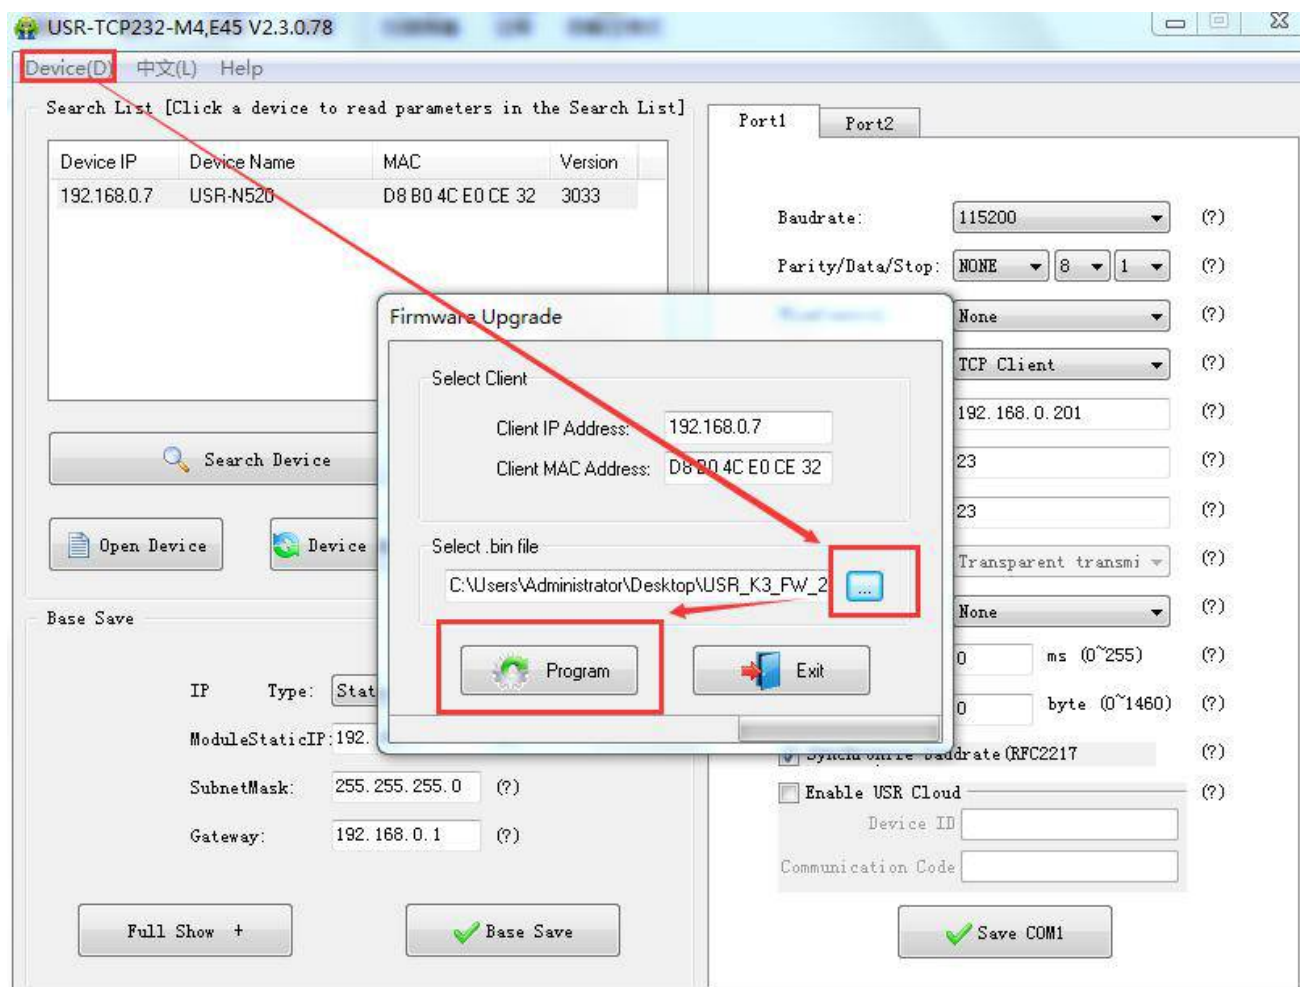 USR-TCP232-M4,E45 V2.3.0.78
Device(D) 中文(L) Help
Search List [Click a device to read parameters in the Search List]
Device IP Device Name MAC Version
192.168.0.7 USR-N520 D8 B0 4C E0 CE 32 3033
Search Device
Open Device Device
Base Save
IP Type: Stat
ModuleStaticIP: 192.
SubnetMask: 255.255.255.0 (?)
Gateway: 192.168.0.1 (?)
Full Show + Base Save
Firmware Upgrade
Select Client
Client IP Address: 192.168.0.7
Client MAC Address: D8 B0 4C E0 CE 32
Select .bin file
C:\Users\Administrator\Desktop\USR_K3_FW_2 ...
Program Exit
Port1 Port2
Baudrate: 115200 (?)
Parity/Data/Stop: NONE 8 1 (?)
None (?)
TCP Client (?)
192.168.0.201 (?)
23 (?)
23 (?)
Transparent transmi (?)
None (?)
0 ms (0~255) (?)
0 byte (0~1460) (?)
Synchronize Baudrate(RFC2217 (?)
Enable USR Cloud (?)
Device ID
Communication Code
Save COM1